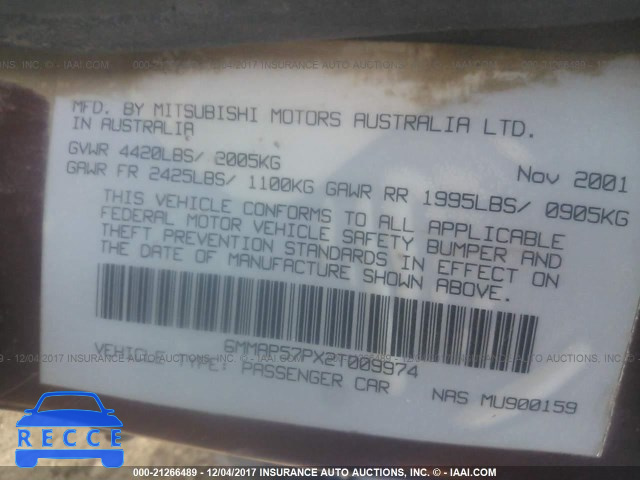 MFD. BY MITSUBISHI MOTORS AUSTRALIA LTD.
IN AUSTRALIA
Nov 2001
GVWR 4420LBS/ 2005KG
GAWR FR 2425LBS/ 1100KG GAWR RR 1995LBS/ 0905KG
THIS VEHICLE CONFORMS TO ALL APPLICABLE
FEDERAL MOTOR VEHICLE SAFETY BUMPER AND
THEFT PREVENTION STANDARDS IN EFFECT ON
THE DATE OF MANUFACTURE SHOWN ABOVE.
6MMAP57PX2T009974
VEHICLE TYPE: PASSENGER CAR
NAS MU900159
RECCE
000-21266489 - 12/04/2017 INSURANCE AUTO AUCTIONS, INC. © - IAAI.COM